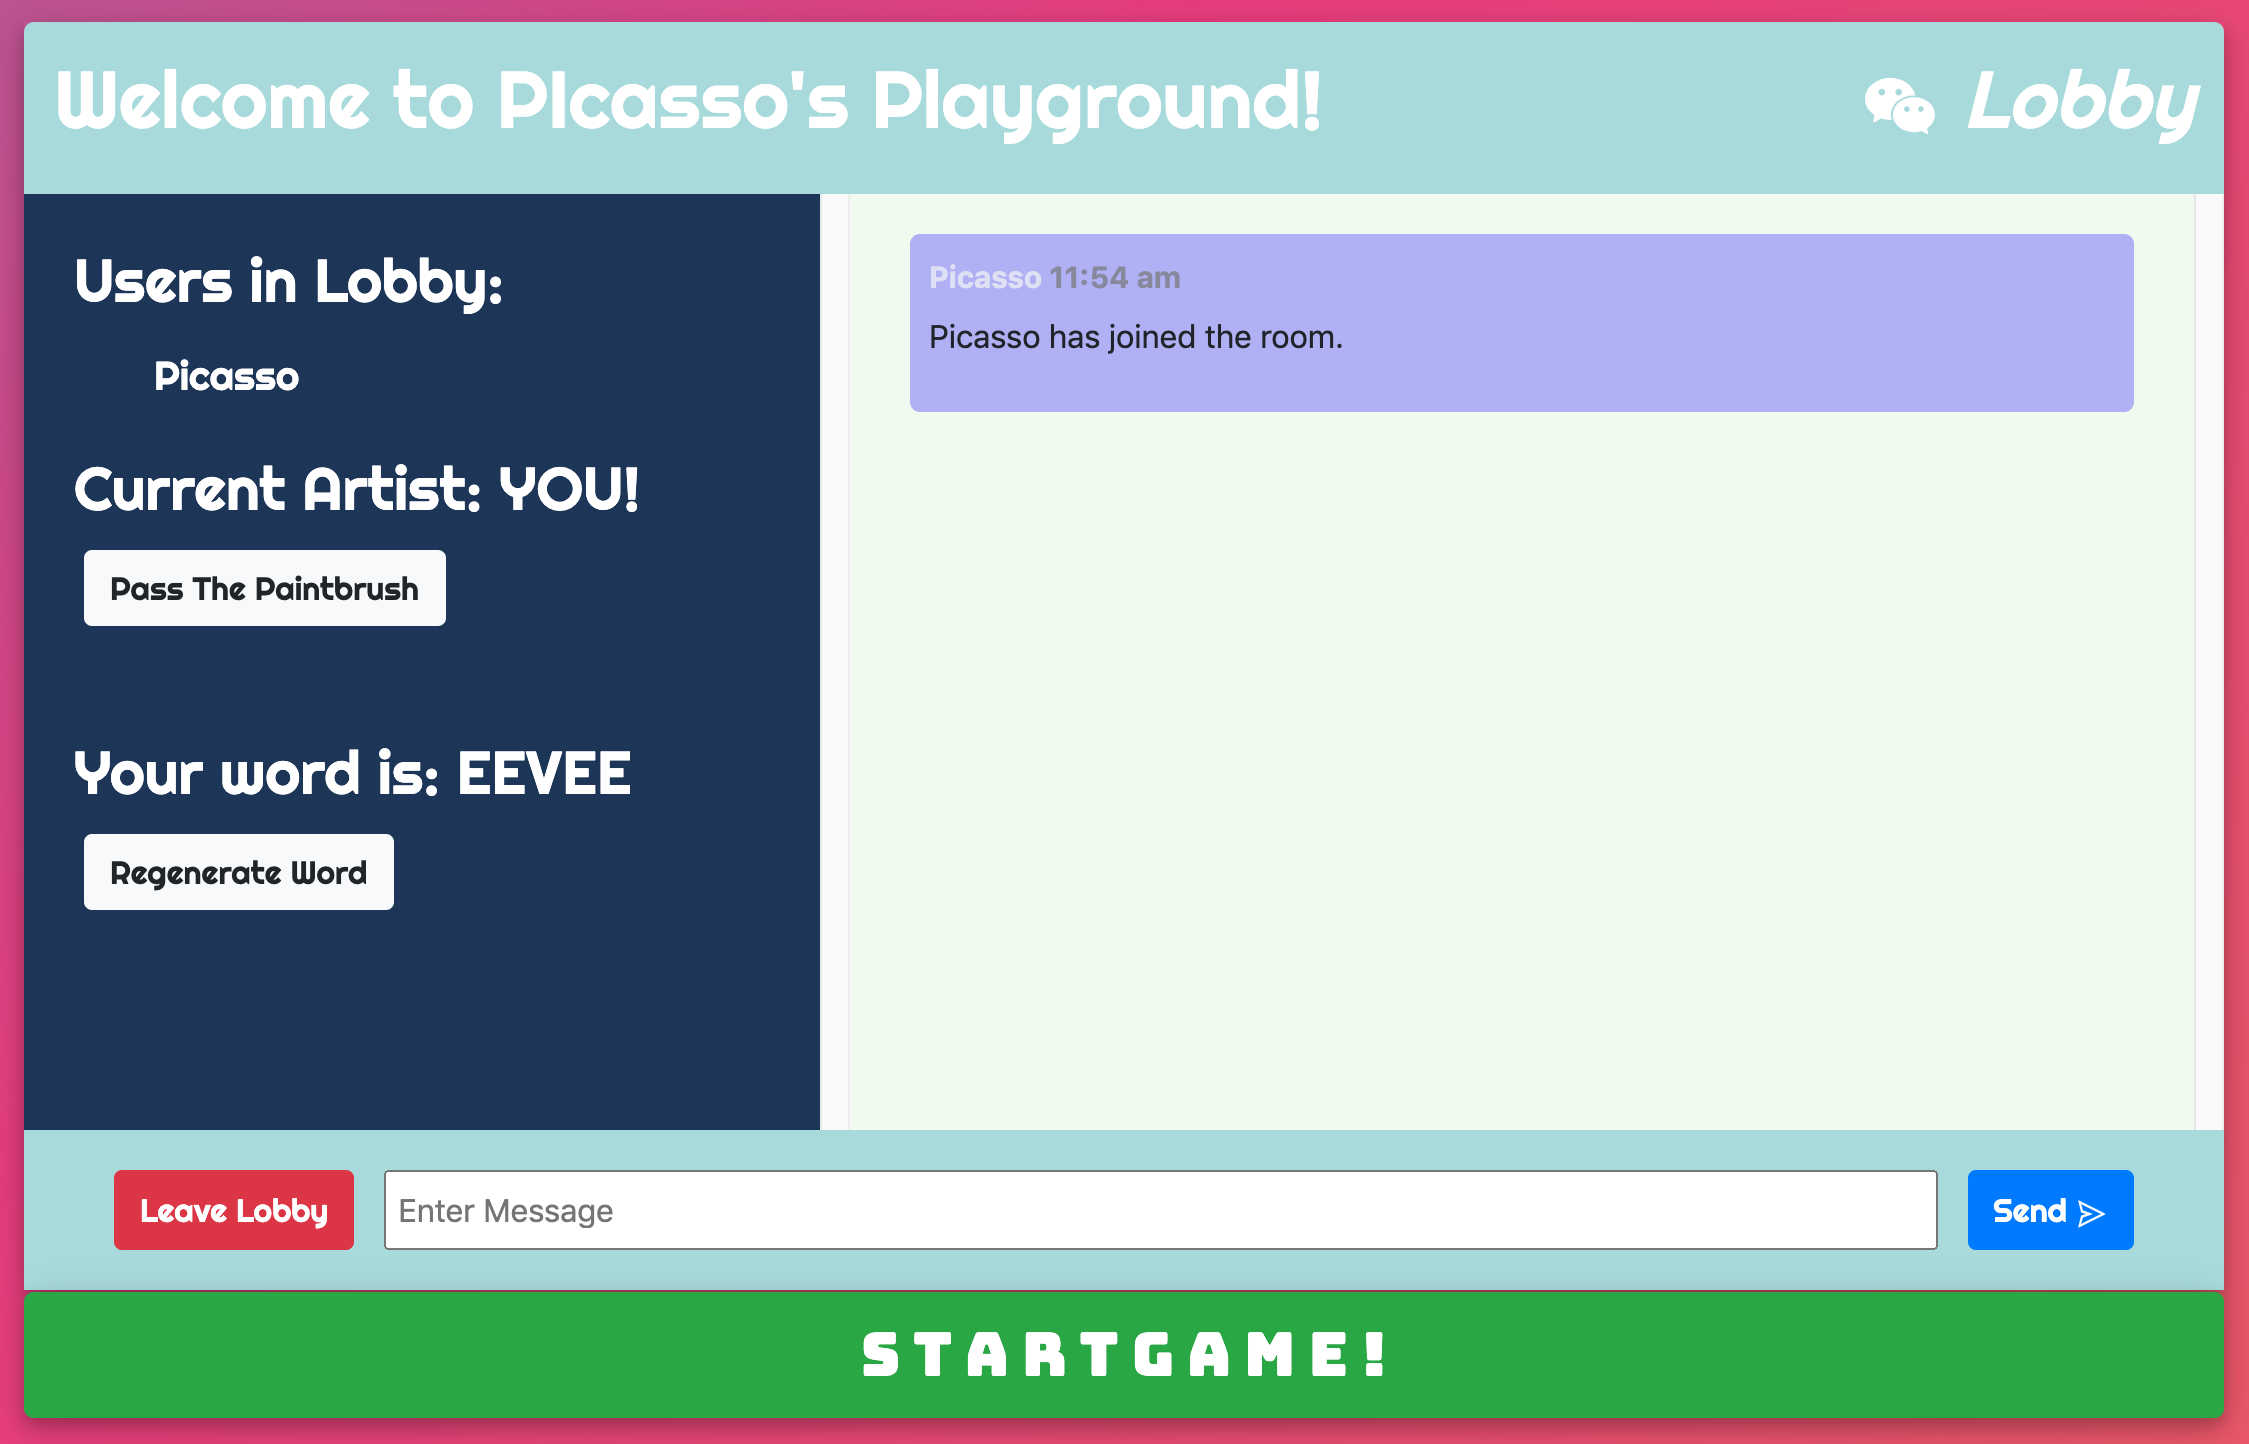 Welcome to PIcasso's Playground!
Lobby
Users in Lobby:
Picasso
Current Artist: YOU!
Pass The Paintbrush
Your word is: EEVEE
Regenerate Word
Picasso 11:54 am
Picasso has joined the room.
Leave Lobby
Enter Message
Send
STARTGAME!